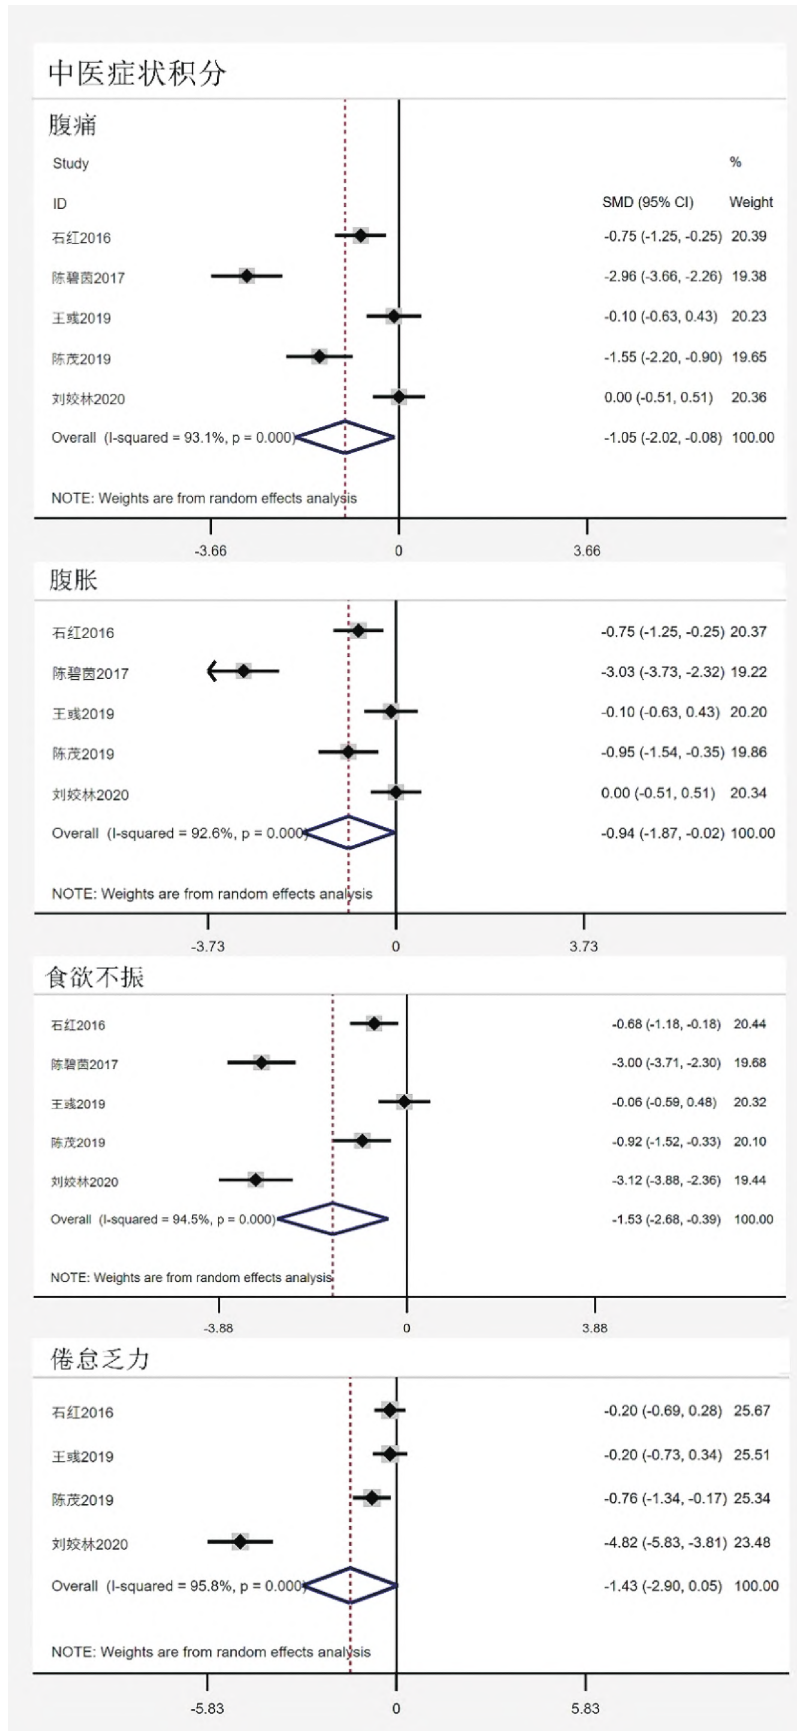 中医症状积分
腹痛
Study %
ID SMD (95% CI) Weight
石红2016 -0.75 (-1.25, -0.25) 20.39
陈碧茵2017 -2.96 (-3.66, -2.26) 19.38
王彧2019 -0.10 (-0.63, 0.43) 20.23
陈茂2019 -1.55 (-2.20, -0.90) 19.65
刘姣林2020 0.00 (-0.51, 0.51) 20.36
Overall (I-squared = 93.1%, p = 0.000) -1.05 (-2.02, -0.08) 100.00
NOTE: Weights are from random effects analysis
-3.66 0 3.66
腹胀
石红2016 -0.75 (-1.25, -0.25) 20.37
陈碧茵2017 -3.03 (-3.73, -2.32) 19.22
王彧2019 -0.10 (-0.63, 0.43) 20.20
陈茂2019 -0.95 (-1.54, -0.35) 19.86
刘姣林2020 0.00 (-0.51, 0.51) 20.34
Overall (I-squared = 92.6%, p = 0.000) -0.94 (-1.87, -0.02) 100.00
NOTE: Weights are from random effects analysis
-3.73 0 3.73
食欲不振
石红2016 -0.68 (-1.18, -0.18) 20.44
陈碧茵2017 -3.00 (-3.71, -2.30) 19.68
王彧2019 -0.06 (-0.59, 0.48) 20.32
陈茂2019 -0.92 (-1.52, -0.33) 20.10
刘姣林2020 -3.12 (-3.88, -2.36) 19.44
Overall (I-squared = 94.5%, p = 0.000) -1.53 (-2.68, -0.39) 100.00
NOTE: Weights are from random effects analysis
-3.88 0 3.88
倦怠乏力
石红2016 -0.20 (-0.69, 0.28) 25.67
王彧2019 -0.20 (-0.73, 0.34) 25.51
陈茂2019 -0.76 (-1.34, -0.17) 25.34
刘姣林2020 -4.82 (-5.83, -3.81) 23.48
Overall (I-squared = 95.8%, p = 0.000) -1.43 (-2.90, 0.05) 100.00
NOTE: Weights are from random effects analysis
-5.83 0 5.83